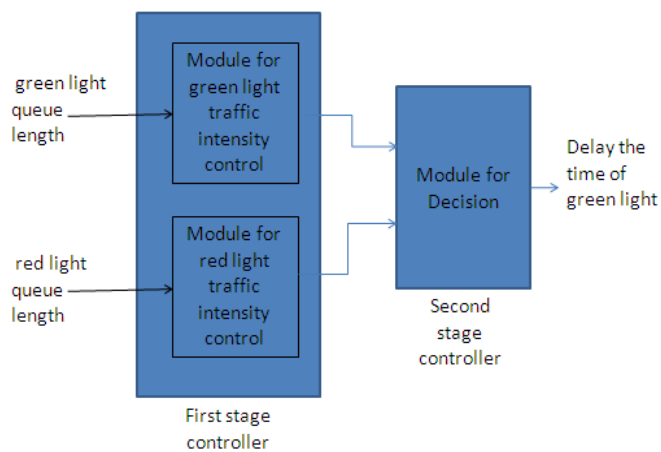 green light
queue
length
Module for
green light
traffic
intensity
control
red light
queue
length
Module for
red light
traffic
intensity
control
First stage
controller
Module for
Decision
Second
stage
controller
Delay the
time of
green light